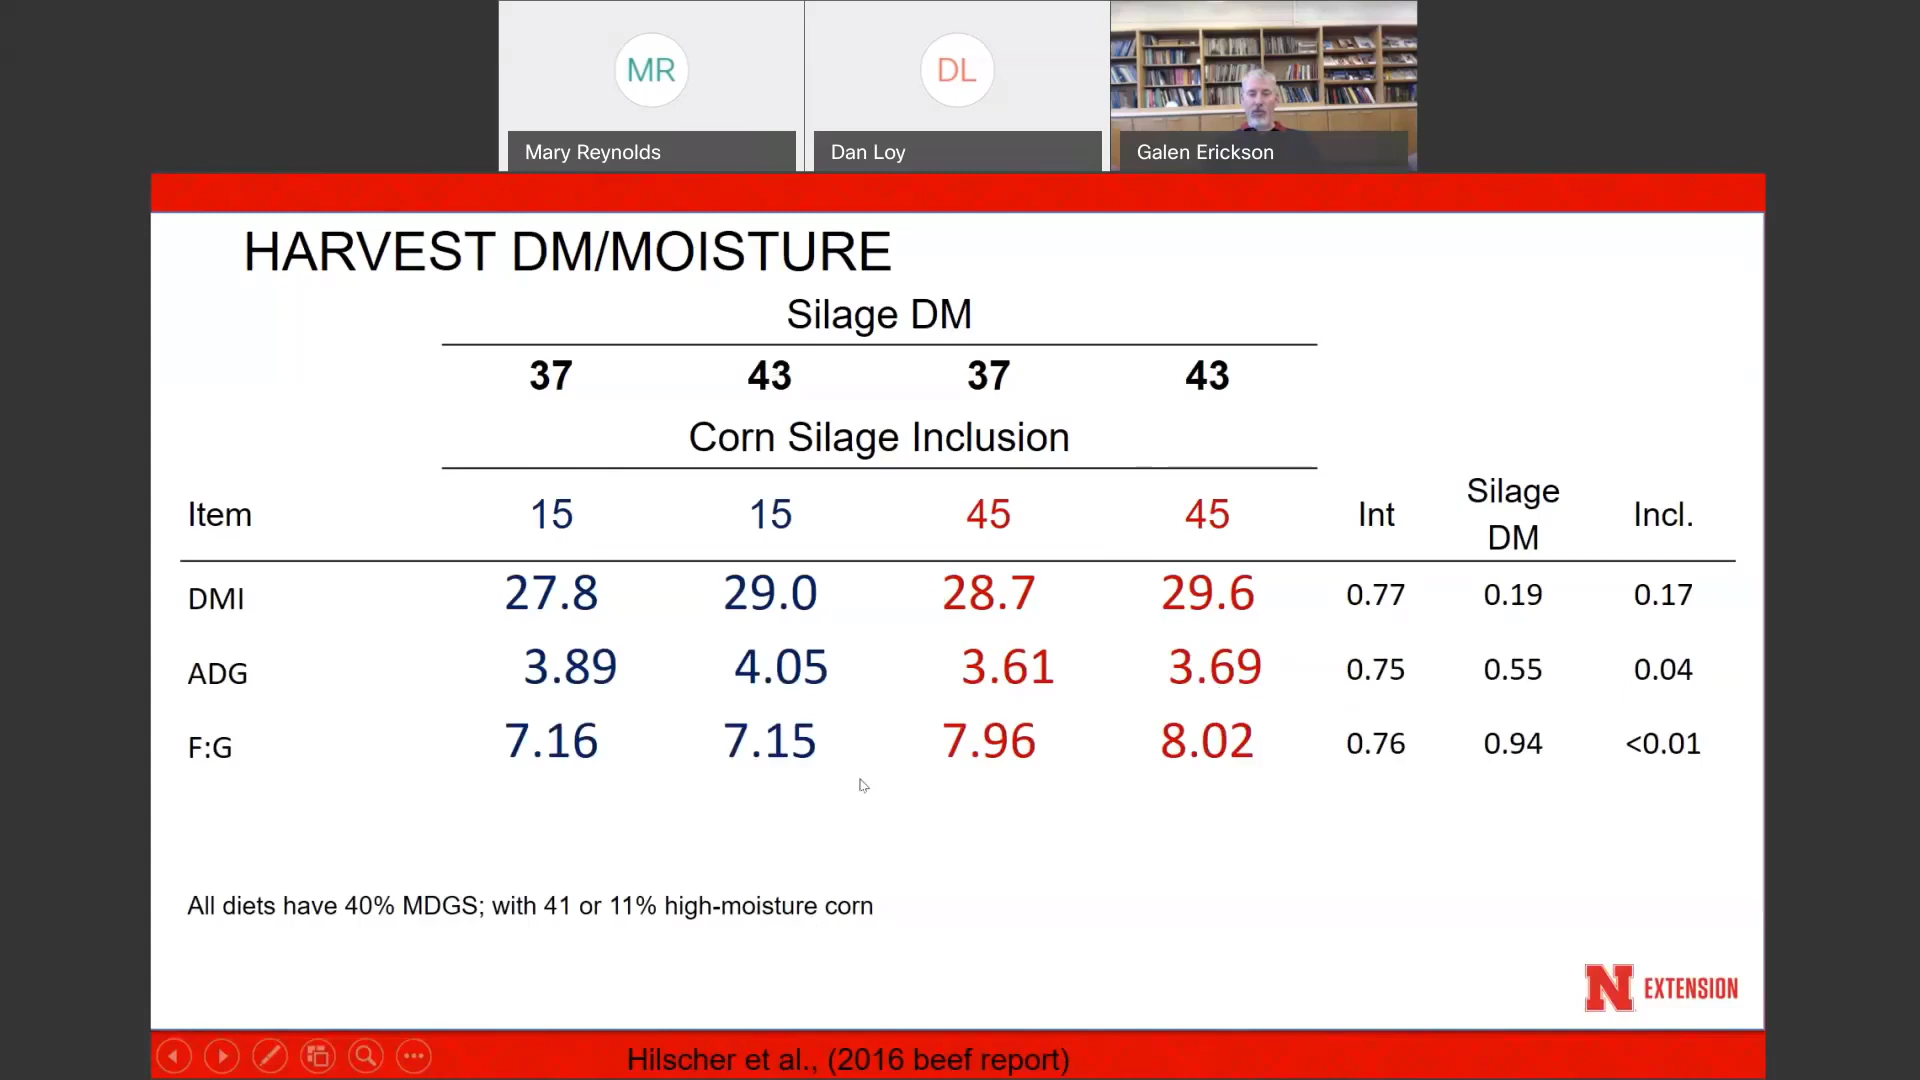 MR
DL
Mary Reynolds
Dan Loy
Galen Erickson
HARVEST DM/MOISTURE
Silage DM
37 43 37 43
Corn Silage Inclusion
Item 15 15 45 45 Int Silage DM Incl.
DMI 27.8 29.0 28.7 29.6 0.77 0.19 0.17
ADG 3.89 4.05 3.61 3.69 0.75 0.55 0.04
F:G 7.16 7.15 7.96 8.02 0.76 0.94 <0.01
All diets have 40% MDGS; with 41 or 11% high-moisture corn
N EXTENSION
Hilscher et al., (2016 beef report)